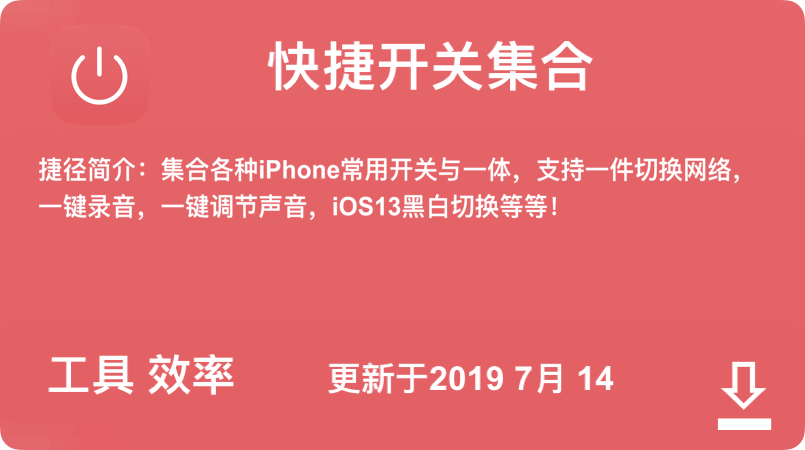 快捷开关集合
捷径简介：集合各种iPhone常用开关与一体，支持一件切换网络，
一键录音，一键调节声音，iOS13黑白切换等等！
工具 效率
更新于2019 7月 14